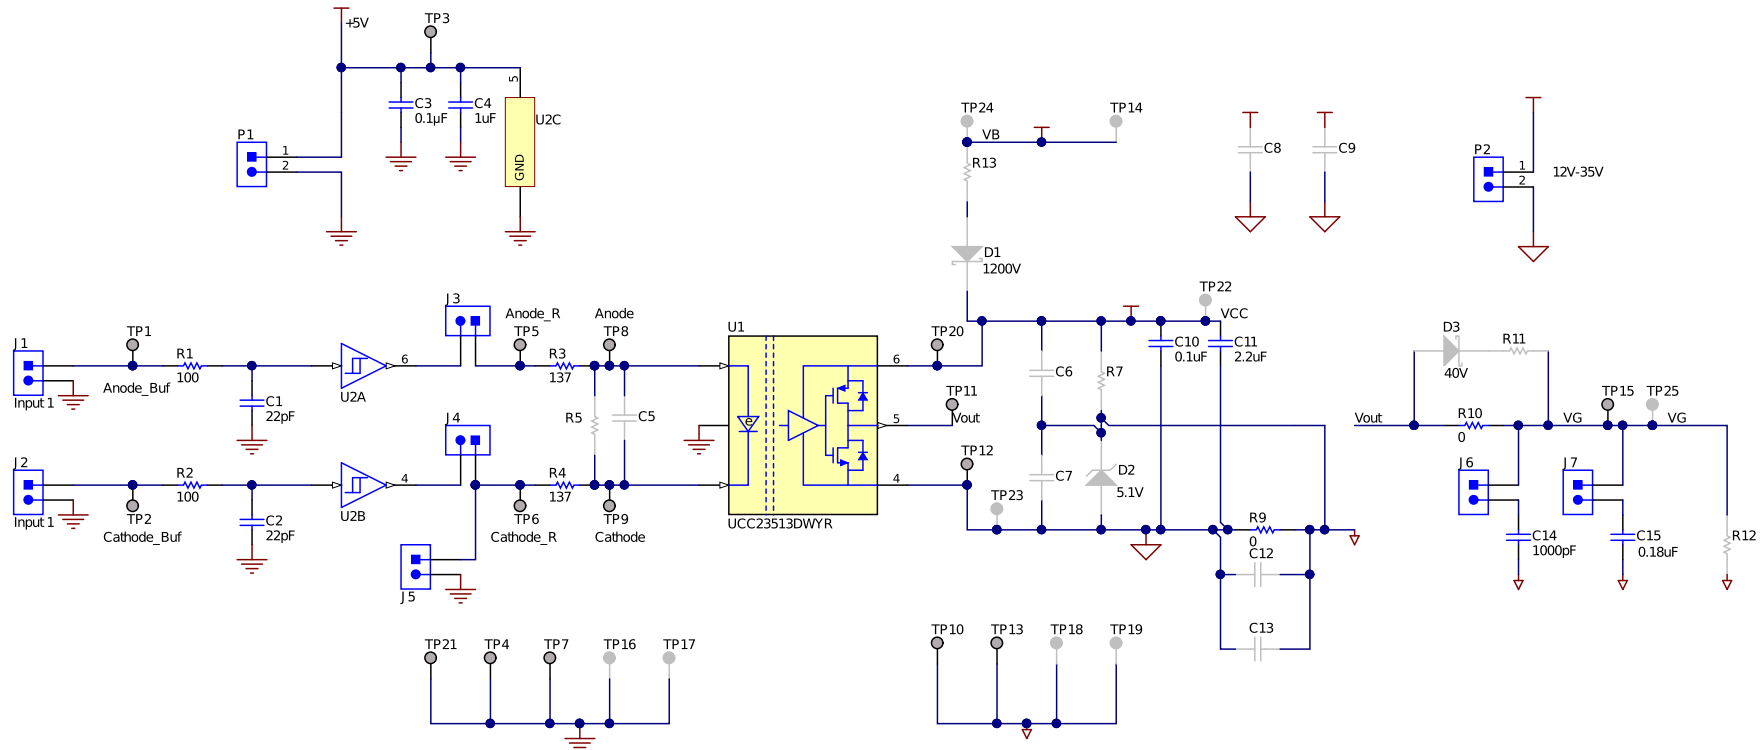 +5V
TP3
C3
0.1µF
C4
1uF
5
U2C
GND
P1
1
2
TP24
TP14
VB
R13
D1
1200V
C8
C9
P2
1
2
12V-35V
J1
Input 1
TP1
Anode_Buf
R1
100
C1
22pF
U2A
6
J3
Anode_R
TP5
R3
137
Anode
TP8
R5
C5
J2
Input 1
TP2
Cathode_Buf
R2
100
C2
22pF
U2B
4
J4
TP6
Cathode_R
R4
137
TP9
Cathode
J5
U1
e
UCC23513DWYR
6
5
4
TP20
TP11
Vout
TP12
TP23
C6
C7
R7
D2
5.1V
C10
0.1uF
TP22
VCC
C11
2.2uF
R9
0
C12
C13
Vout
D3
40V
R11
R10
0
VG
TP15
TP25
VG
J6
C14
1000pF
J7
C15
0.18uF
R12
TP21
TP4
TP7
TP16
TP17
TP10
TP13
TP18
TP19